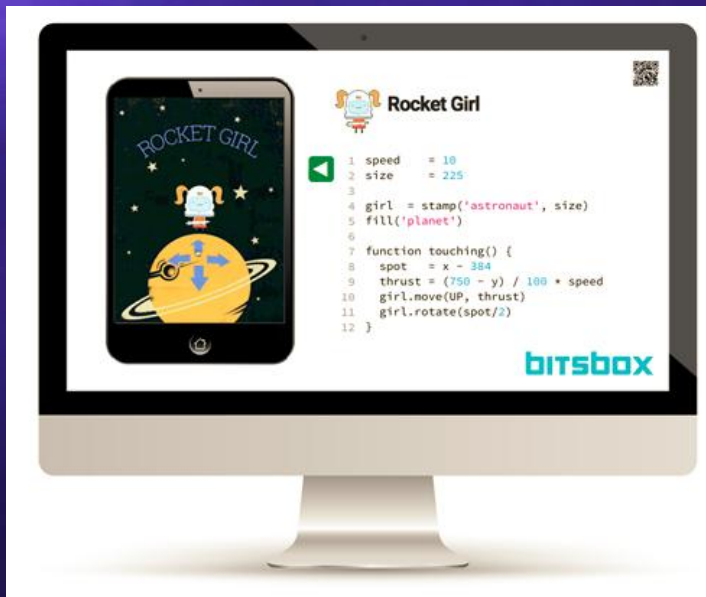 ROCKET GIRL
Rocket Girl
1 speed = 10
2 size = 225
3
4 girl = stamp('astronaut', size)
5 fill('planet')
6
7 function touching() {
8 spot = x - 384
9 thrust = (750 - y) / 100 * speed
10 girl.move(UP, thrust)
11 girl.rotate(spot/2)
12 }
bitsbox